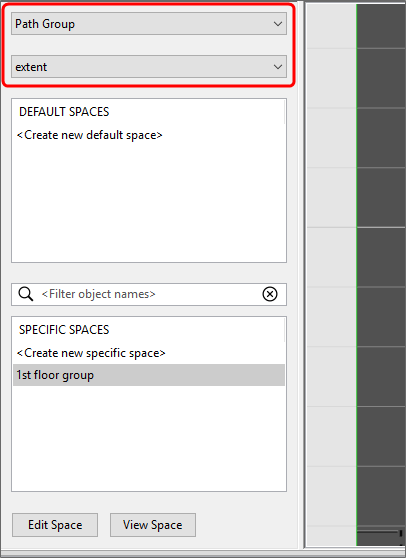 Path Group
extent
DEFAULT SPACES
<Create new default space>
<Filter object names>
SPECIFIC SPACES
<Create new specific space>
1st floor group
Edit Space
View Space